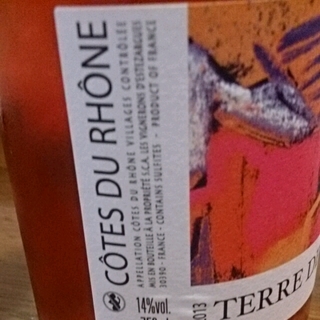 CÔTES DU RHÔNE
APPELLATION CÔTES DU RHÔNE VILLAGES CONTRÔLÉE
MIS EN BOUTEILLE À LA PROPRIÉTÉ S.C.A. LES VIGNERONS D'ESTEZARGUES
30390 - FRANCE - CONTAINS SULFITES - PRODUCT OF FRANCE
14%vol.
2013
TERRE D